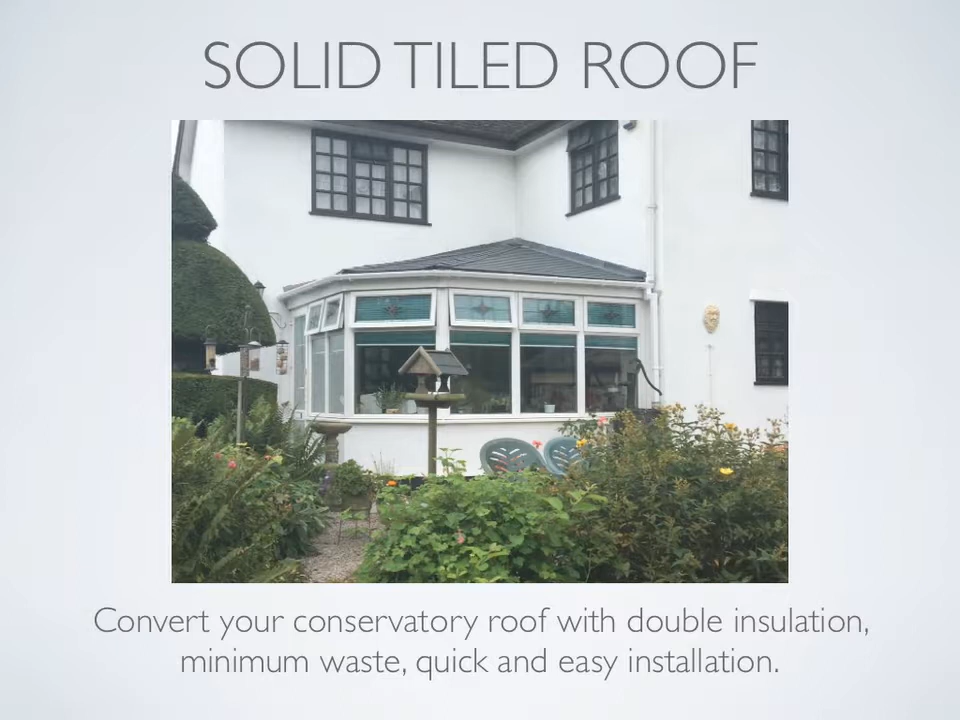 SOLID TILED ROOF
Convert your conservatory roof with double insulation,
minimum waste, quick and easy installation.